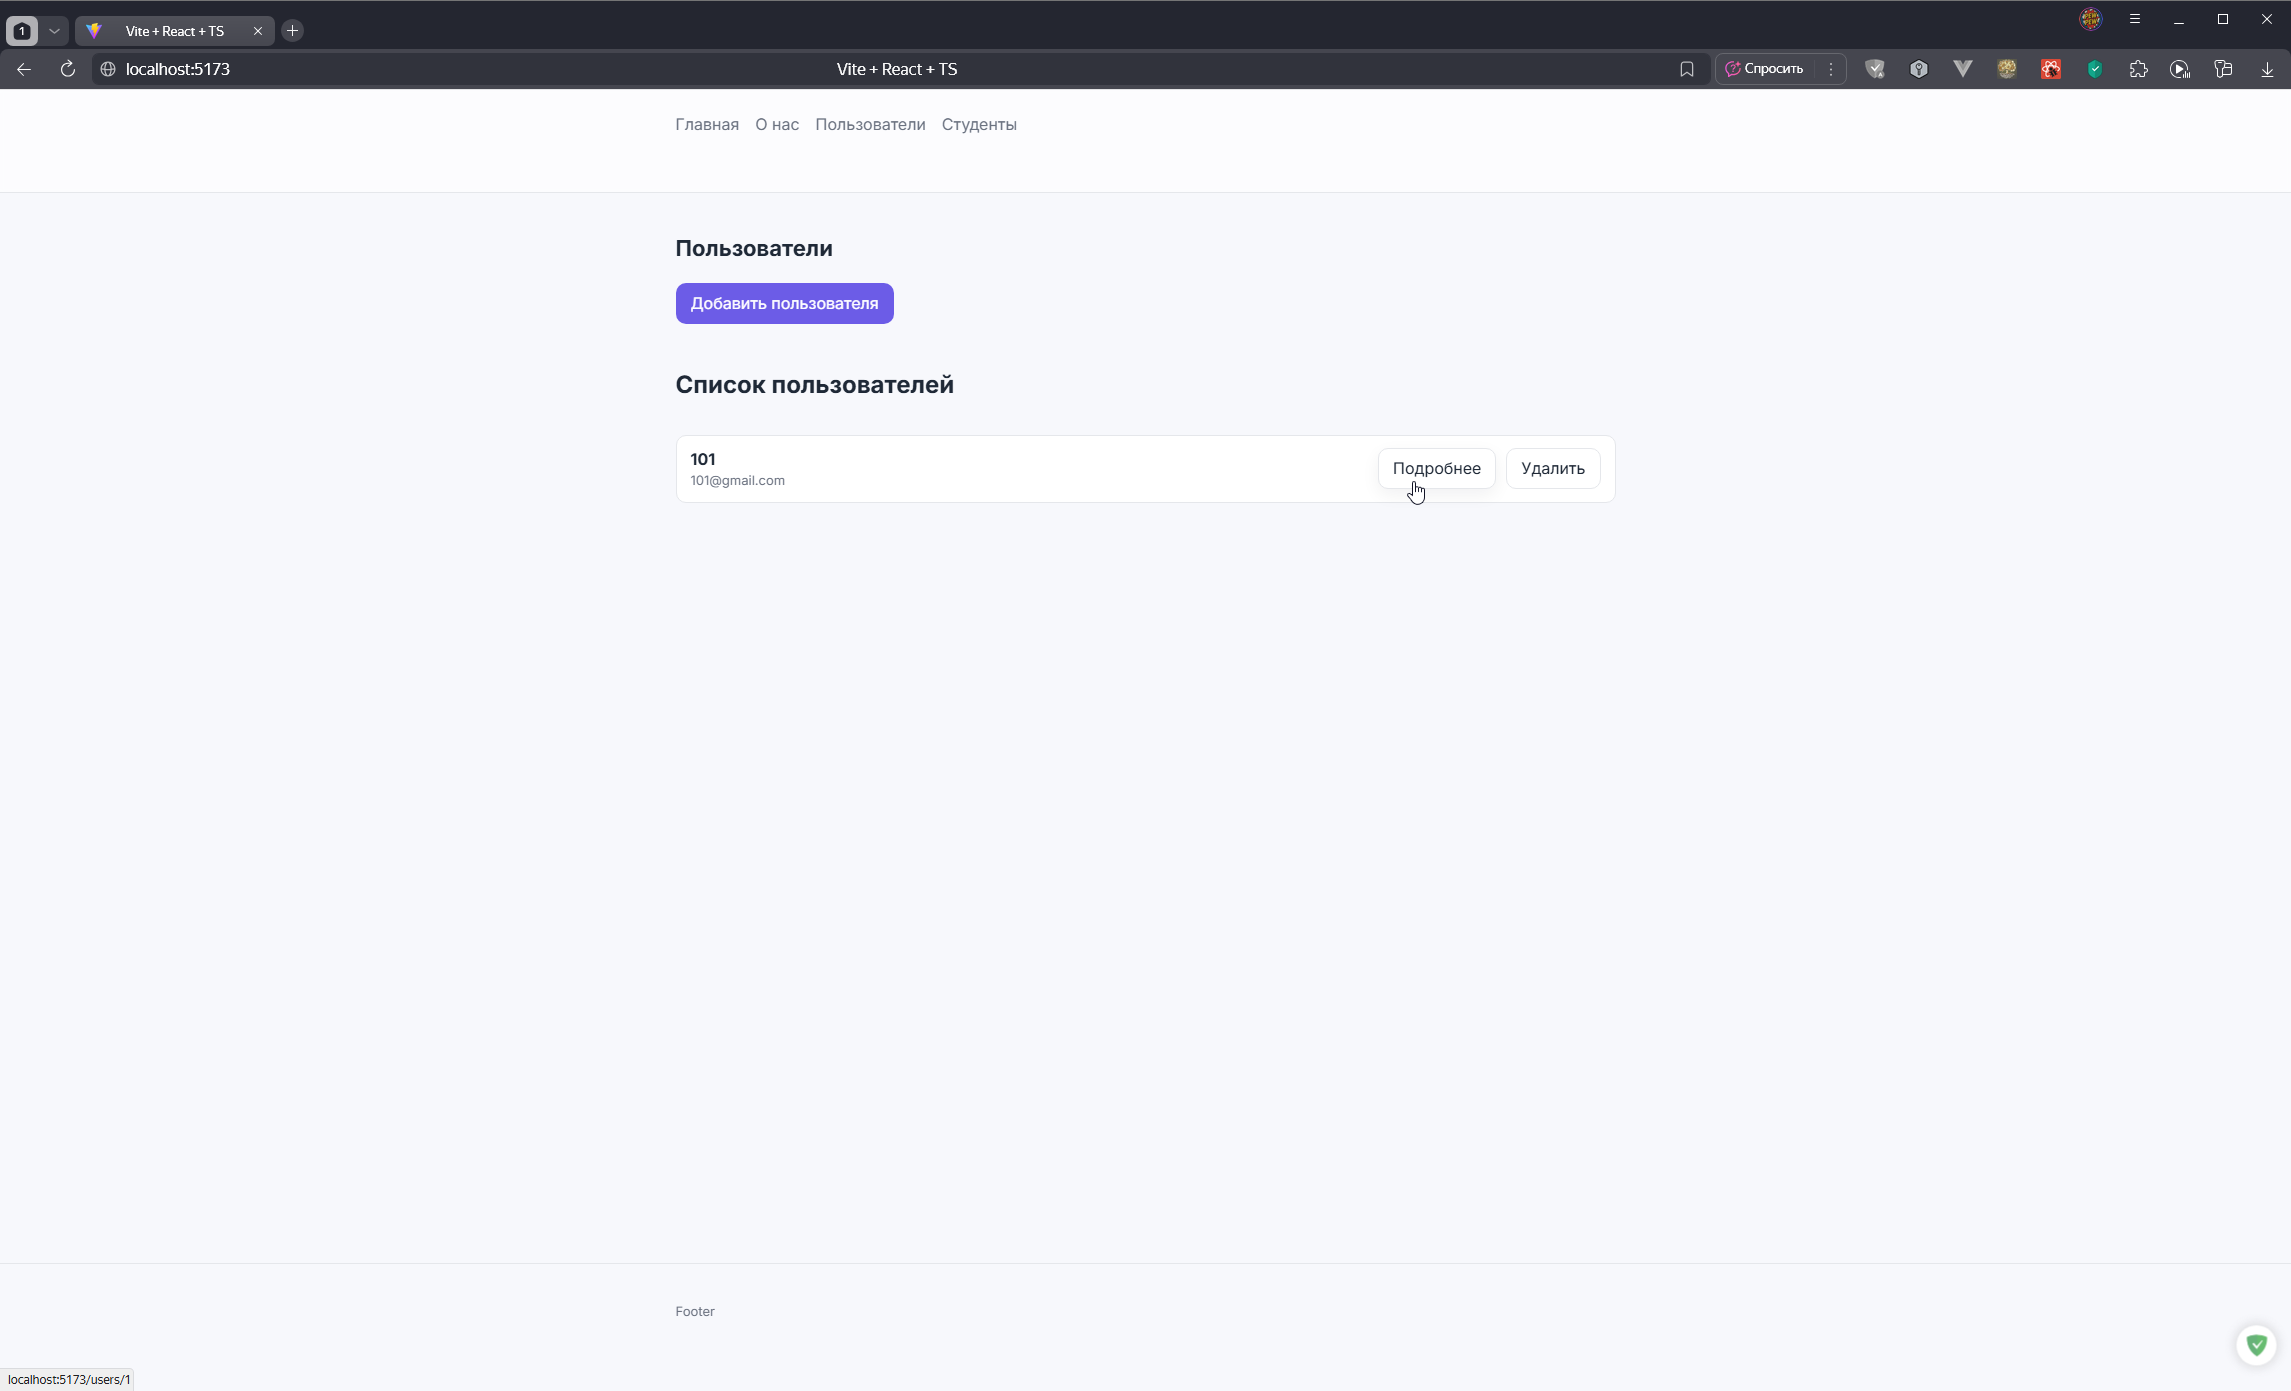 1
Vite + React + TS
localhost:5173
Vite + React + TS
Спросить
Главная О нас Пользователи Студенты
Пользователи
Добавить пользователя
Список пользователей
101
101@gmail.com
Подробнее
Удалить
Footer
localhost:5173/users/1